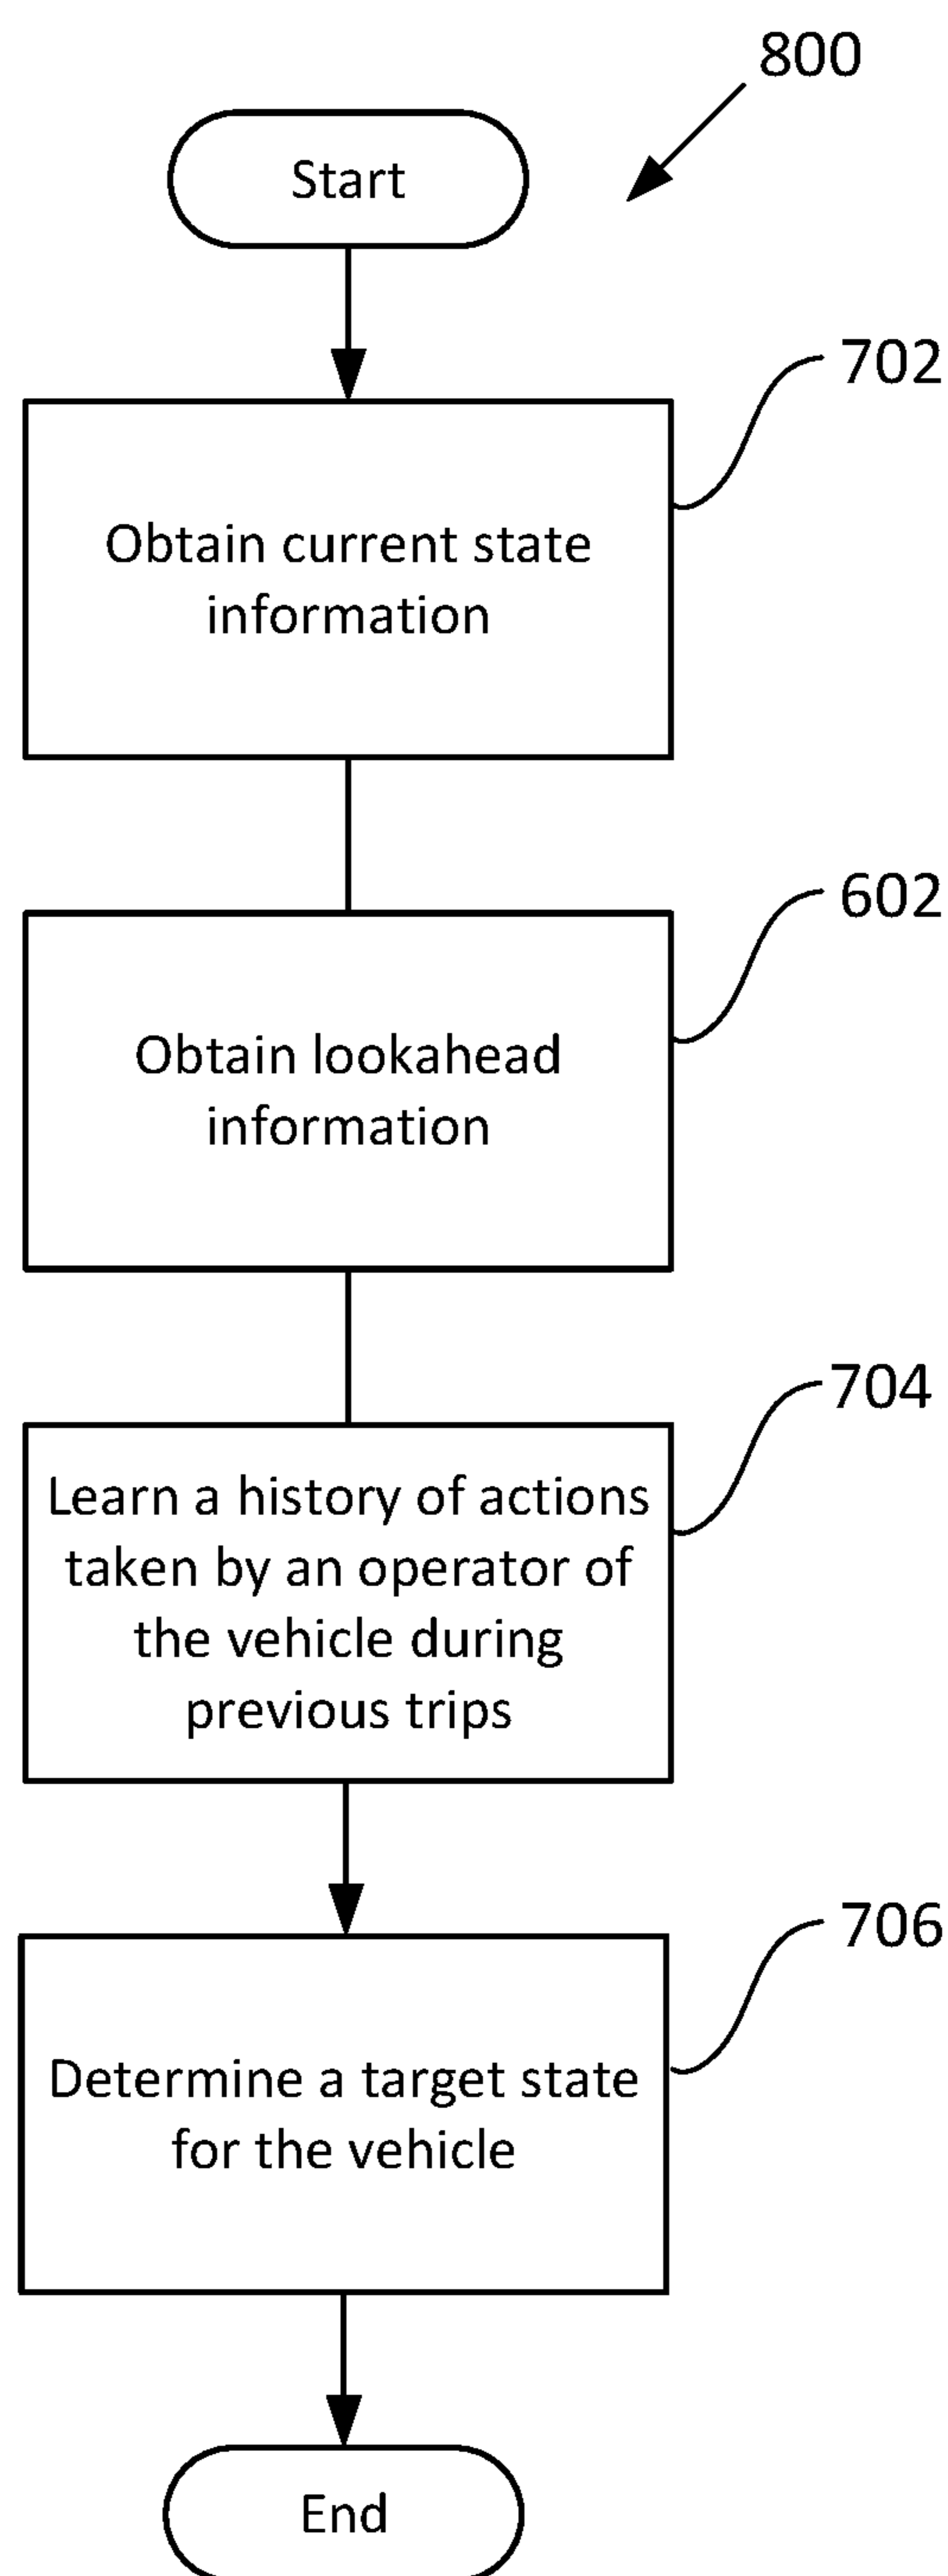 800
Start
702
Obtain current state
information
602
Obtain lookahead
information
704
Learn a history of actions
taken by an operator of
the vehicle during
previous trips
706
Determine a target state
for the vehicle
End